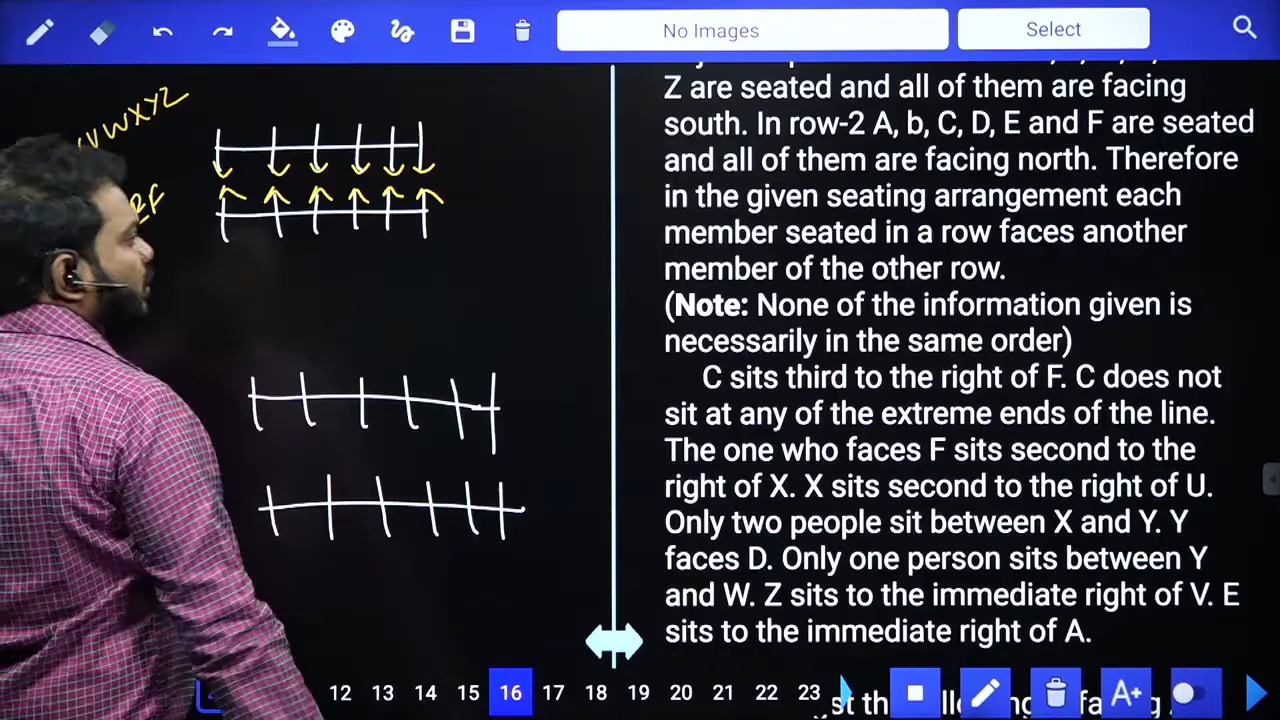 No Images
Select
VWXYZ
F
Z are seated and all of them are facing
south. In row-2 A, b, C, D, E and F are seated
and all of them are facing north. Therefore
in the given seating arrangement each
member seated in a row faces another
member of the other row.
(Note: None of the information given is
necessarily in the same order)
C sits third to the right of F. C does not
sit at any of the extreme ends of the line.
The one who faces F sits second to the
right of X. X sits second to the right of U.
Only two people sit between X and Y. Y
faces D. Only one person sits between Y
and W. Z sits to the immediate right of V. E
sits to the immediate right of A.
12 13 14 15 16 17 18 19 20 21 22 23
A+